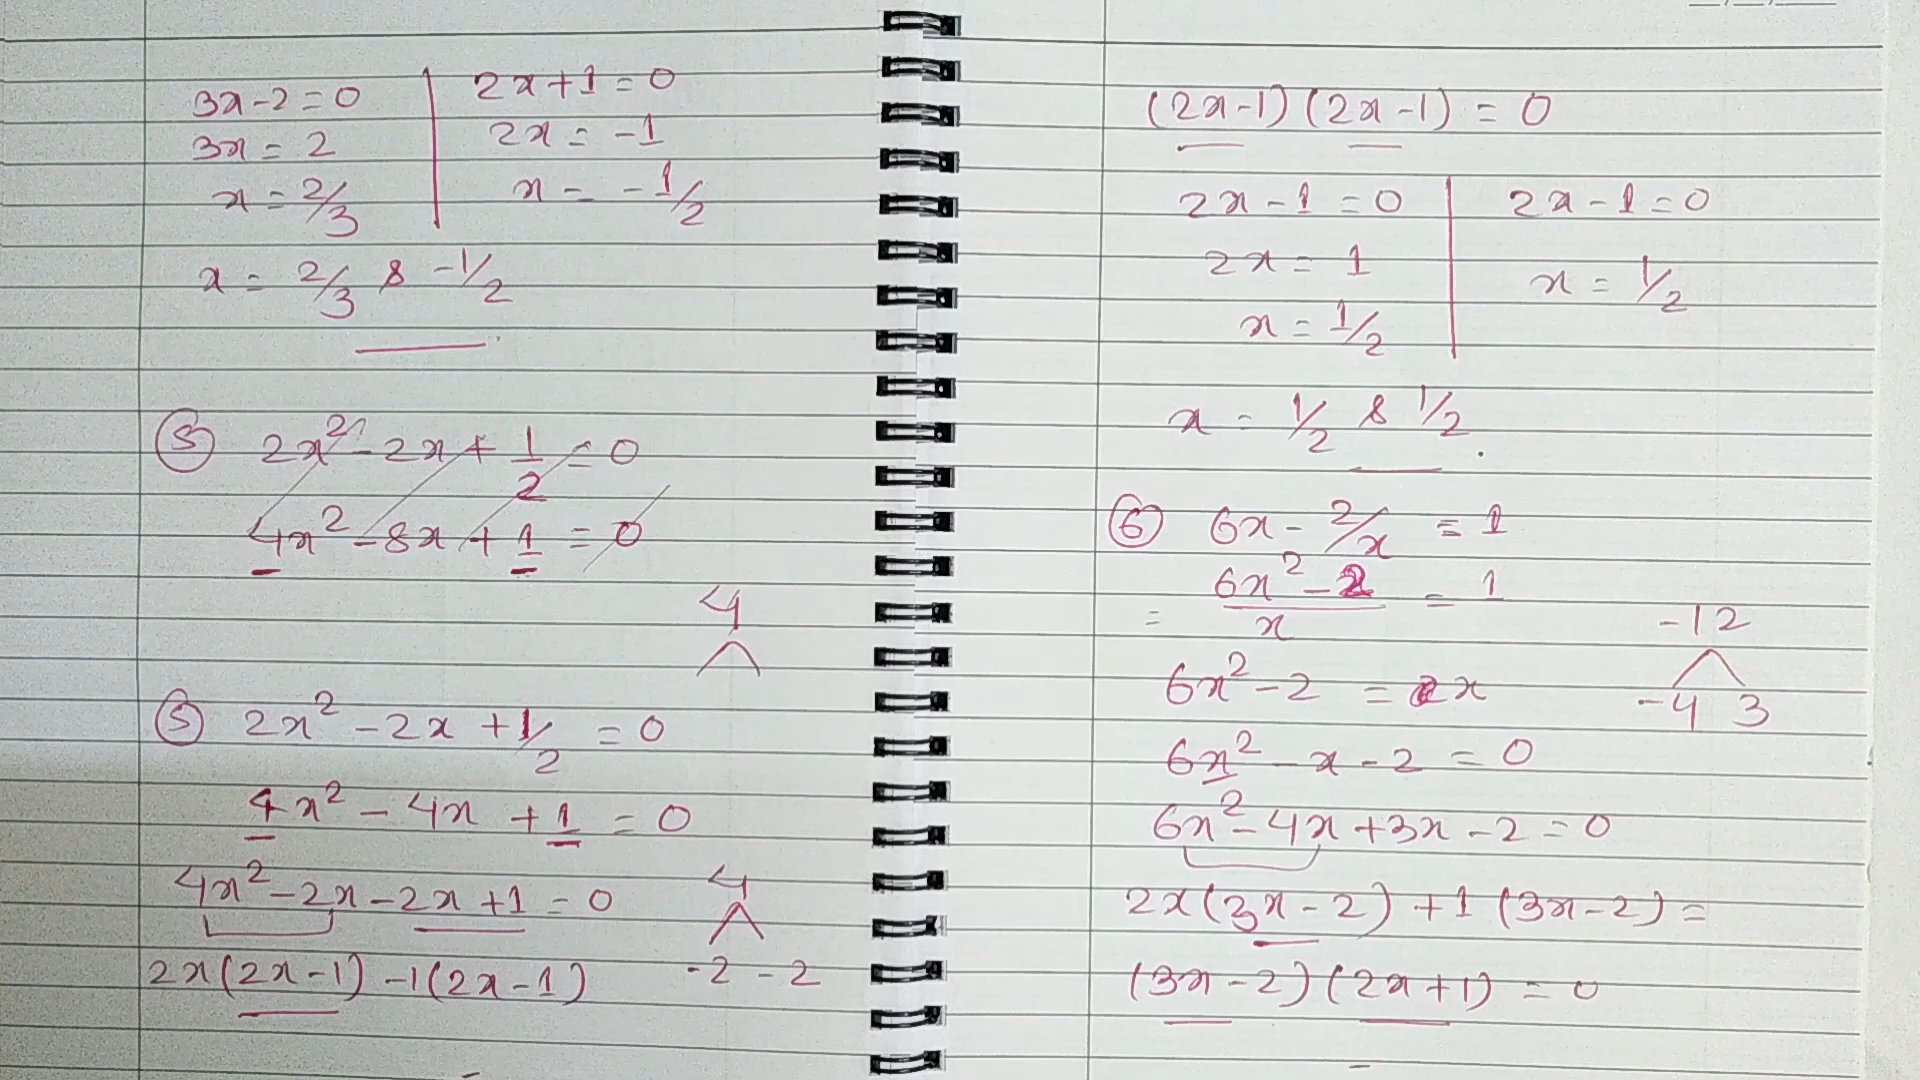 3x-2=0 | 2x+1=0
3x=2 | 2x=-1
x=2/3 | x=-1/2
x=2/3 & -1/2
⑤ 2x²-2x+1/2=0
4x²-8x+1=0
4
⑤ 2x²-2x+1/2=0
4x²-4x+1=0
4x²-2x-2x+1=0 4
2x(2x-1)-1(2x-1) -2 -2
(2x-1)(2x-1)=0
2x-1=0 | 2x-1=0
2x=1 | x=1/2
x=1/2
x=1/2 & 1/2.
⑥ 6x-2/x=1
= (6x²-2)/x=1 -12
6x²-2=x -4 3
6x²-x-2=0
6x²-4x+3x-2=0
2x(3x-2)+1(3x-2)=
(3x-2)(2x+1)=0